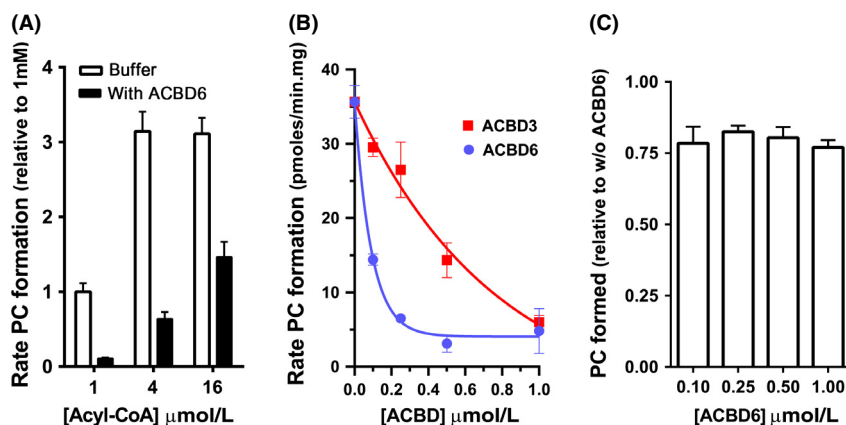 (A)
Rate PC formation (relative to 1mM)
4
3
2
1
0
Buffer
With ACBD6
1 4 16
[Acyl-CoA] μmol/L
(B)
Rate PC formation (pmoles/min.mg)
40
30
20
10
0
ACBD3
ACBD6
0.0 0.2 0.4 0.6 0.8 1.0
[ACBD] μmol/L
(C)
PC formed (relative to w/o ACBD6)
1.00
0.75
0.50
0.25
0.00
0.10 0.25 0.50 1.00
[ACBD6] μmol/L